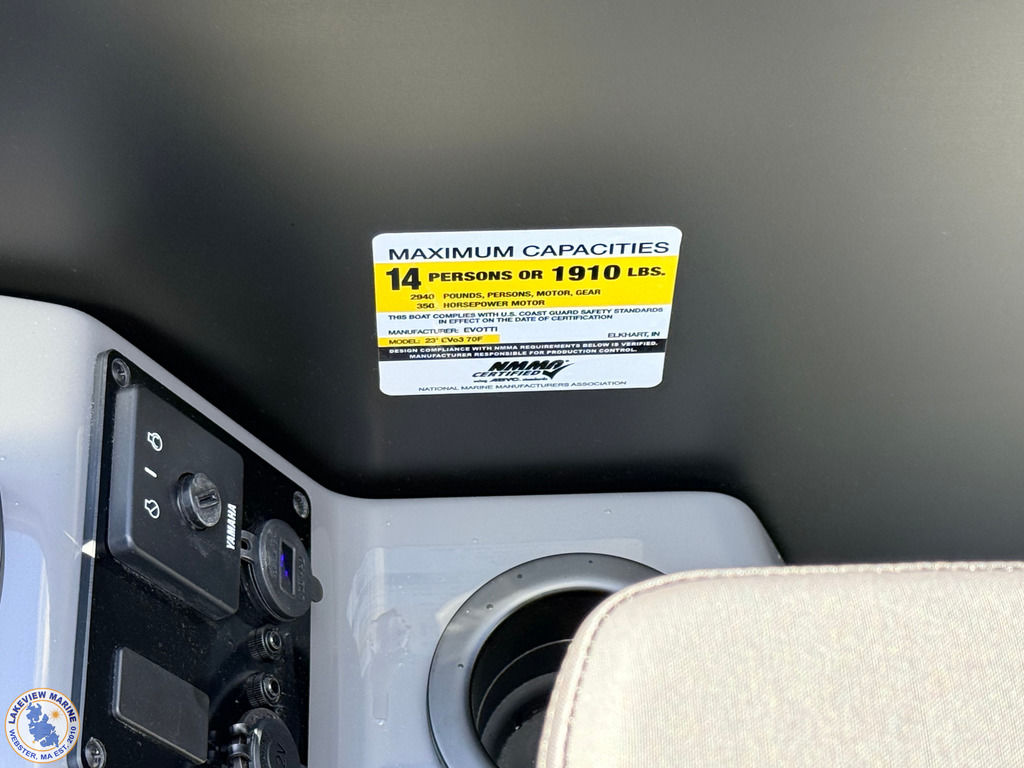 MAXIMUM CAPACITIES
14 PERSONS OR 1910 LBS.
2940 POUNDS, PERSONS, MOTOR, GEAR
350 HORSEPOWER MOTOR
THIS BOAT COMPLIES WITH U.S. COAST GUARD SAFETY STANDARDS
IN EFFECT ON THE DATE OF CERTIFICATION
MANUFACTURER: EVOTTI
ELKHART, IN
MODEL: 23' EVo3 70F
DESIGN COMPLIANCE WITH NMMA REQUIREMENTS BELOW IS VERIFIED.
MANUFACTURER RESPONSIBLE FOR PRODUCTION CONTROL.
NMMA
CERTIFIED
using ABYC standards
NATIONAL MARINE MANUFACTURERS ASSOCIATION
YAMAHA
LAKEVIEW MARINE
WEBSTER, MA EST. 2010